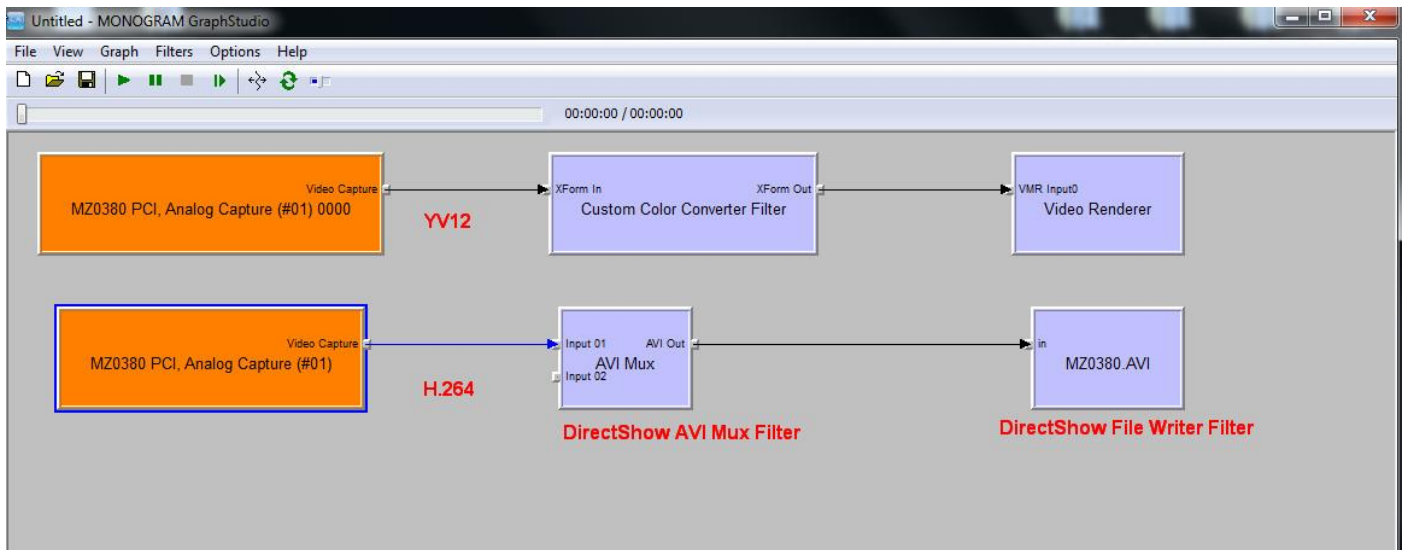 Untitled - MONOGRAM GraphStudio
File View Graph Filters Options Help
00:00:00 / 00:00:00
Video Capture
MZ0380 PCI, Analog Capture (#01) 0000
YV12
XForm In XForm Out
Custom Color Converter Filter
VMR Input0
Video Renderer
Video Capture
MZ0380 PCI, Analog Capture (#01)
H.264
Input 01 AVI Out
AVI Mux
Input 02
DirectShow AVI Mux Filter
in
MZ0380.AVI
DirectShow File Writer Filter